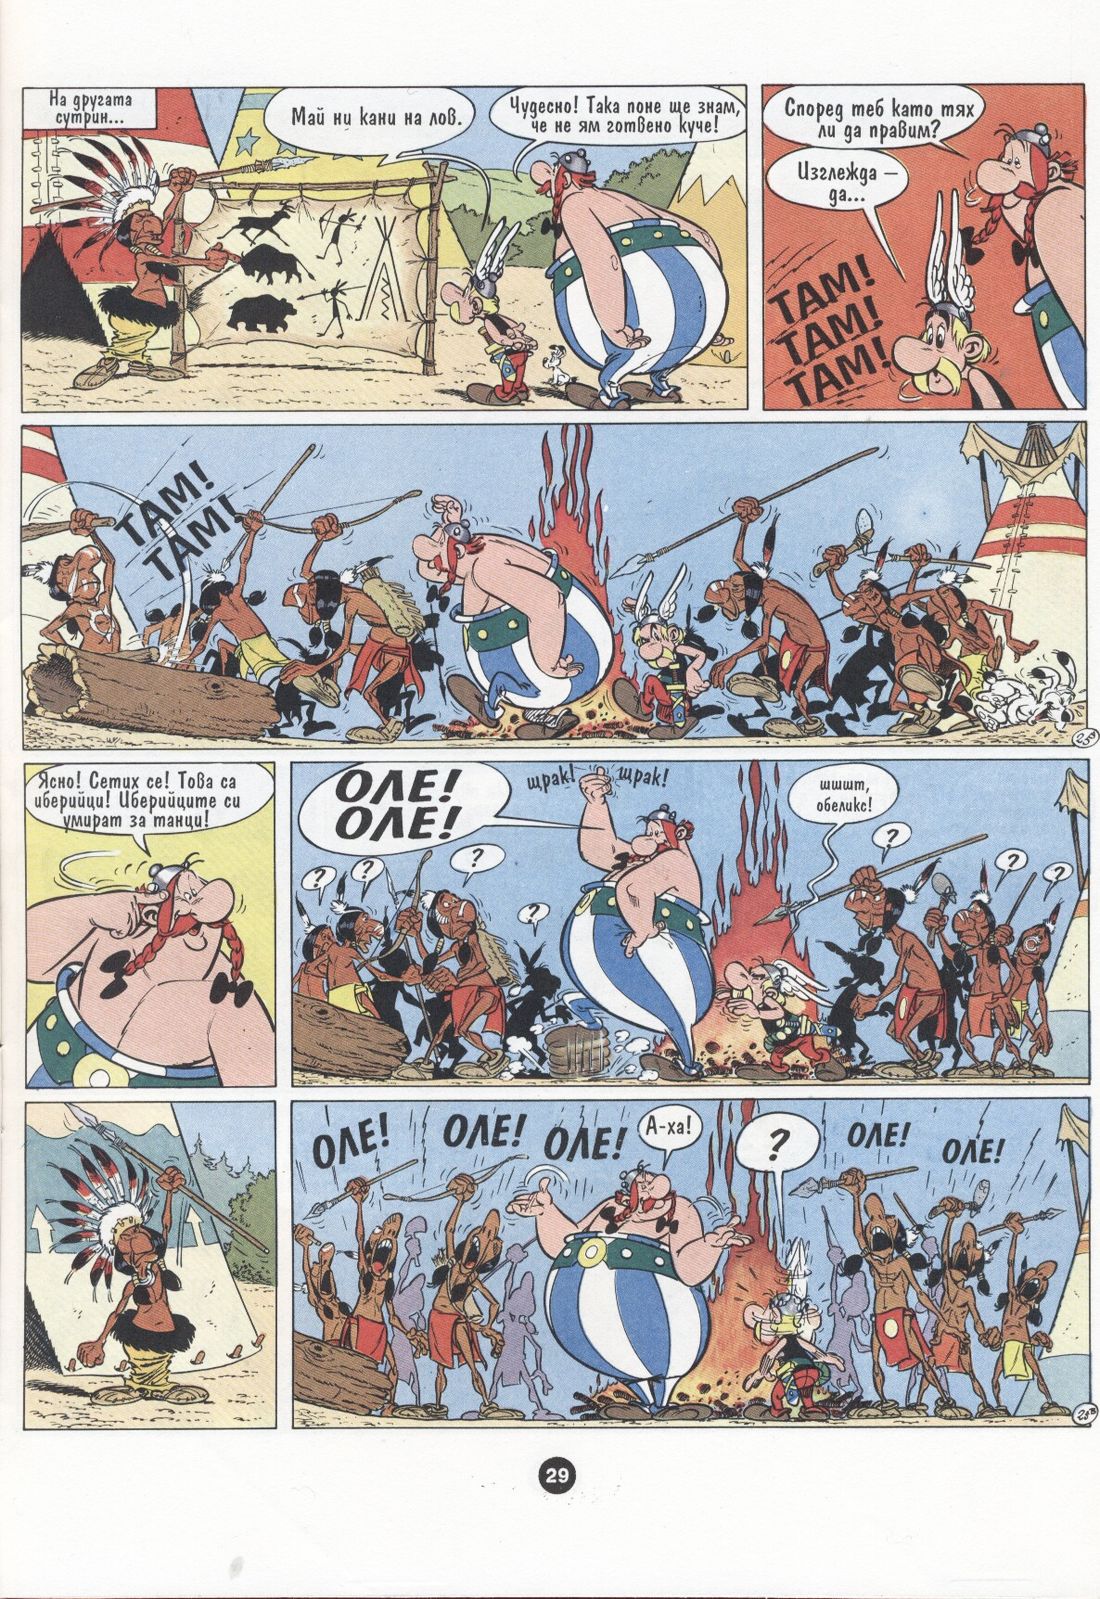 На другата
сутрин...
Май ни кани на лов.
Чудесно! Така поне ще знам,
че не ям готвено куче!
Според теб като тях
ли да правим?
Изглежда –
да...
ТАМ!
ТАМ!
ТАМ!
ТАМ!
ТАМ!
25ᴬ
Ясно! Сетих се! Това са
иберийци! Иберийците си
умират за танци!
ОЛЕ!
ОЛЕ!
щрак! щрак!
шшшт,
обеликс!
?
?
?
?
?
?
?
ОЛЕ!
ОЛЕ!
ОЛЕ!
А-ха!
?
ОЛЕ!
ОЛЕ!
25ᴮ
29